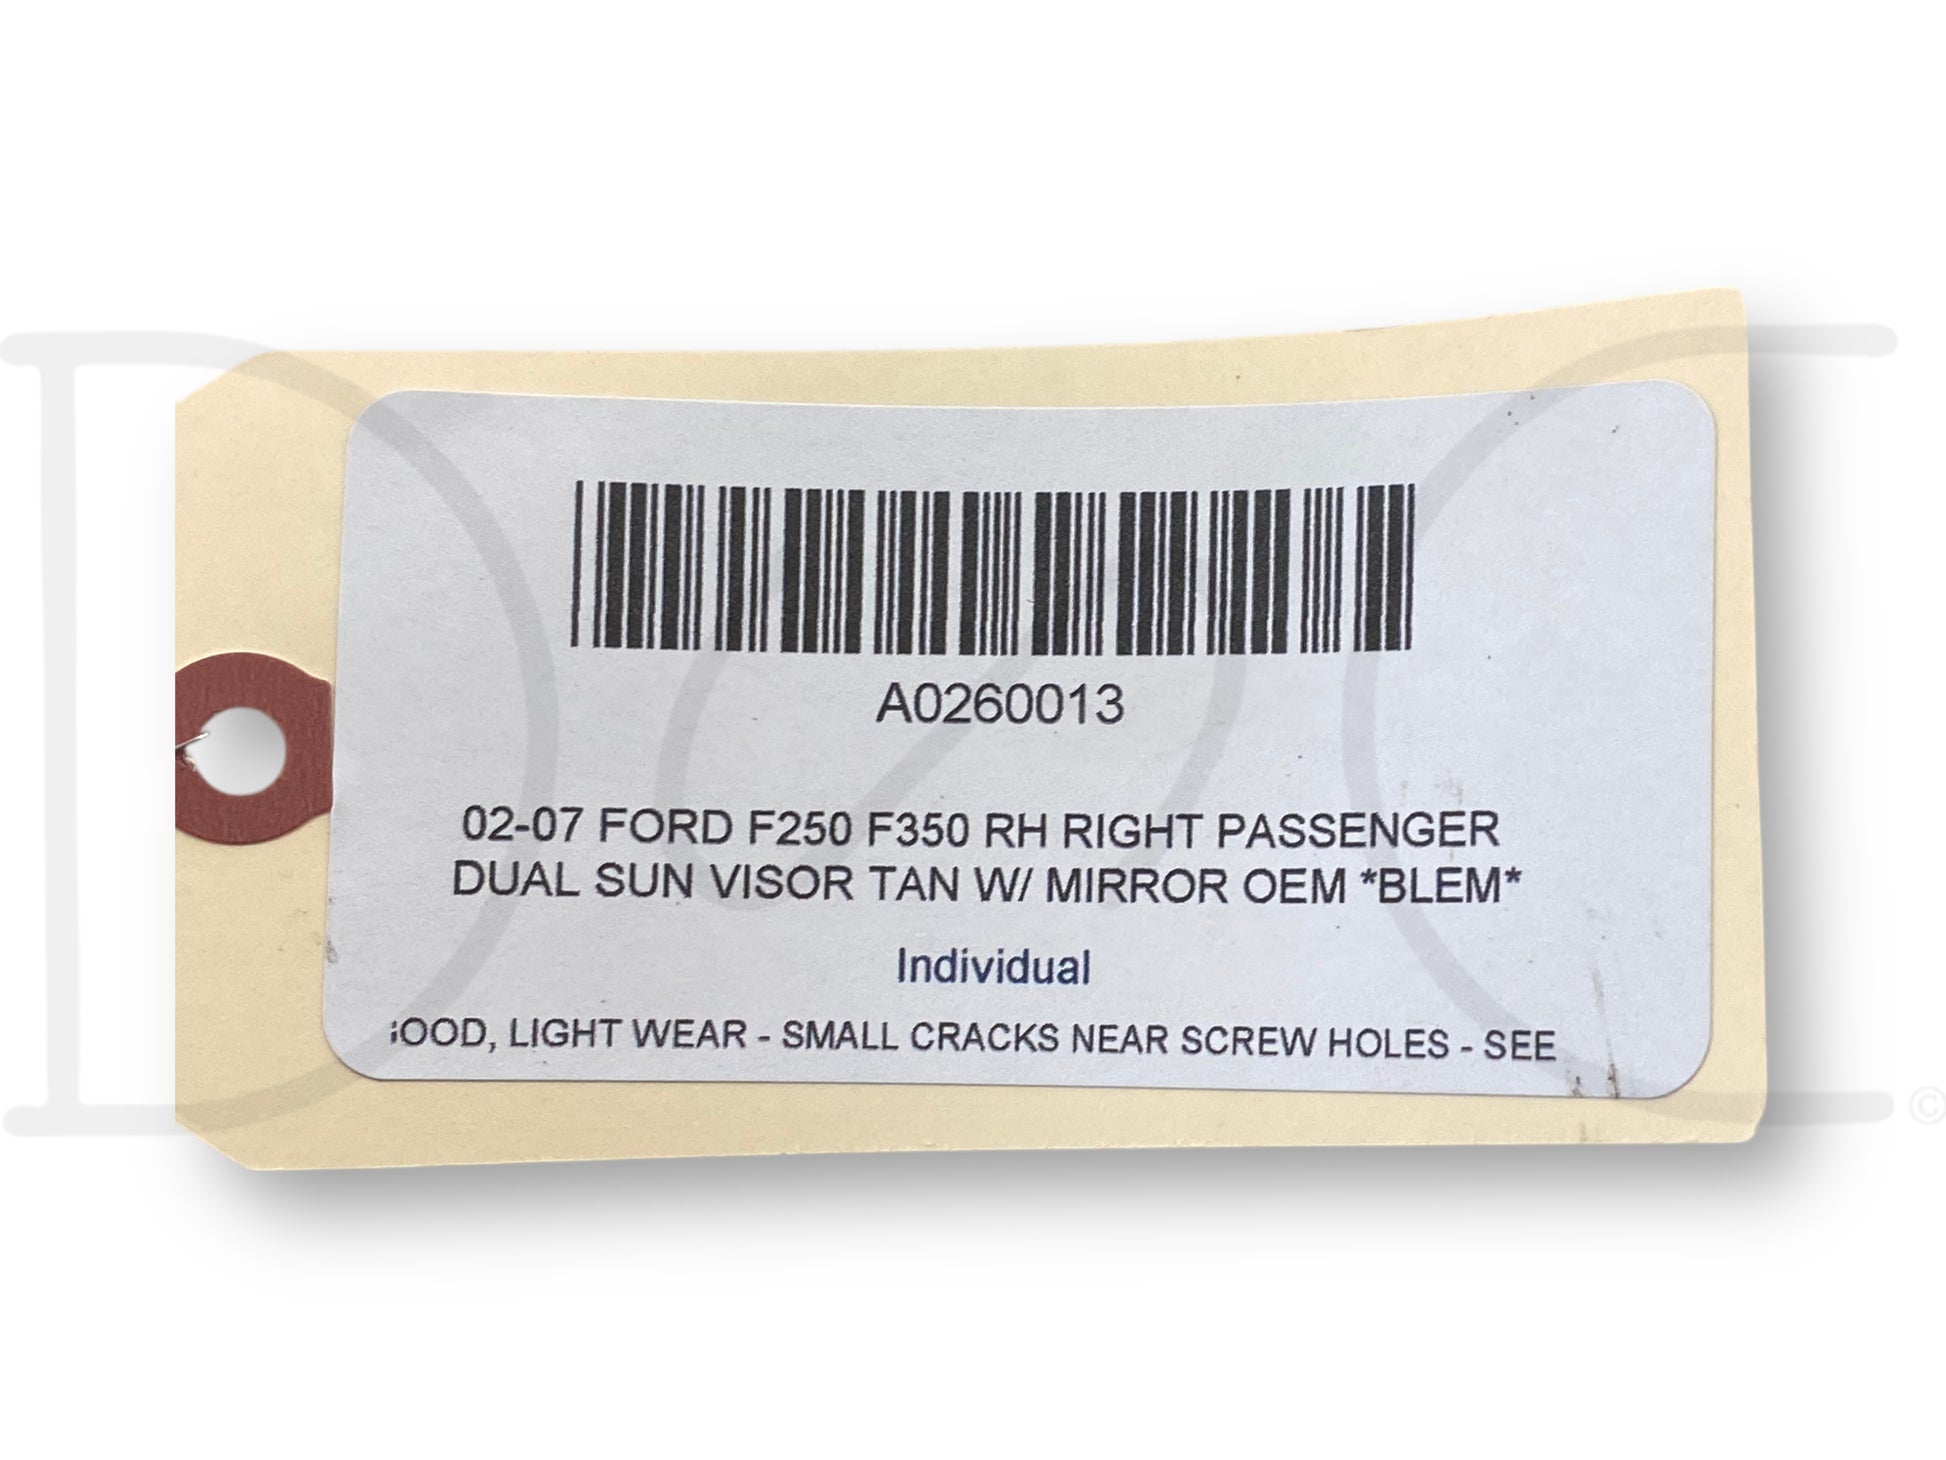 A0260013
02-07 FORD F250 F350 RH RIGHT PASSENGER
DUAL SUN VISOR TAN W/ MIRROR OEM *BLEM*
Individual
OOD, LIGHT WEAR - SMALL CRACKS NEAR SCREW HOLES - SEE
©